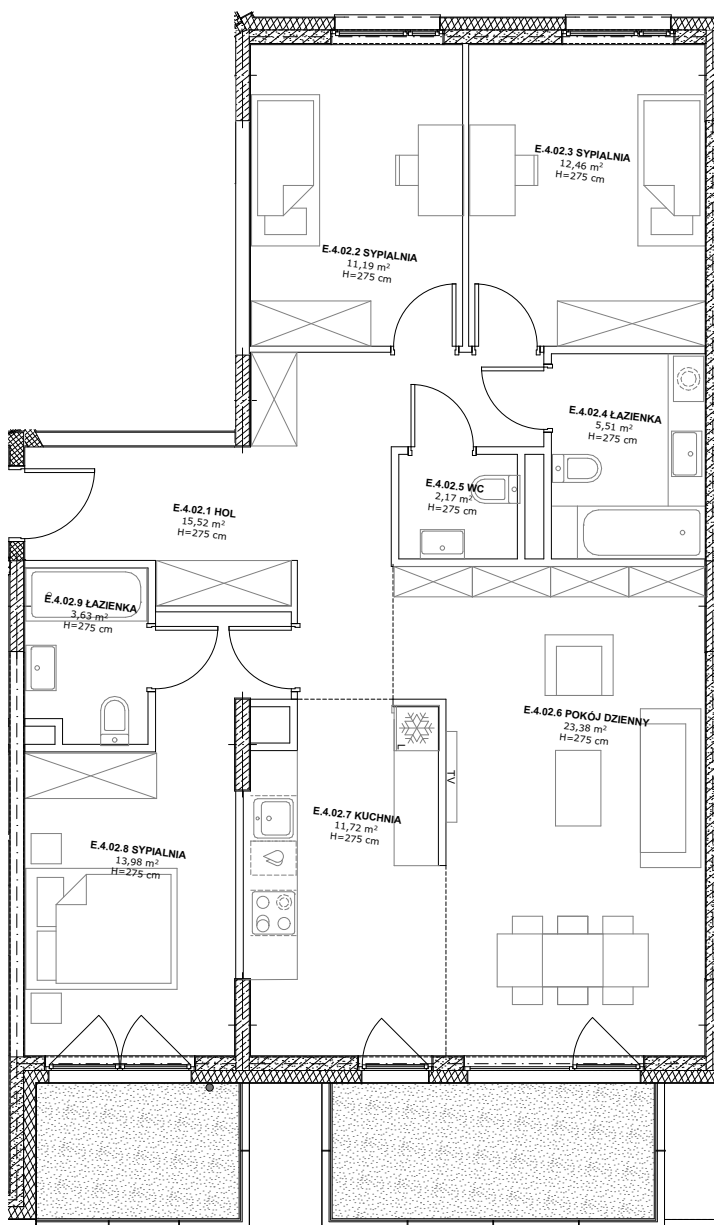 E.4.02.3 SYPIALNIA
12,46 m²
H=275 cm
E.4.02.2 SYPIALNIA
11,19 m²
H=275 cm
E.4.02.4 ŁAZIENKA
5,51 m²
H=275 cm
E.4.02.5 WC
2,17 m²
H=275 cm
E.4.02.1 HOL
15,52 m²
H=275 cm
E.4.02.9 ŁAZIENKA
3,63 m²
H=275 cm
E.4.02.6 POKÓJ DZIENNY
23,38 m²
H=275 cm
L
TV
E.4.02.7 KUCHNIA
11,72 m²
H=275 cm
E.4.02.8 SYPIALNIA
13,98 m²
H=275 cm